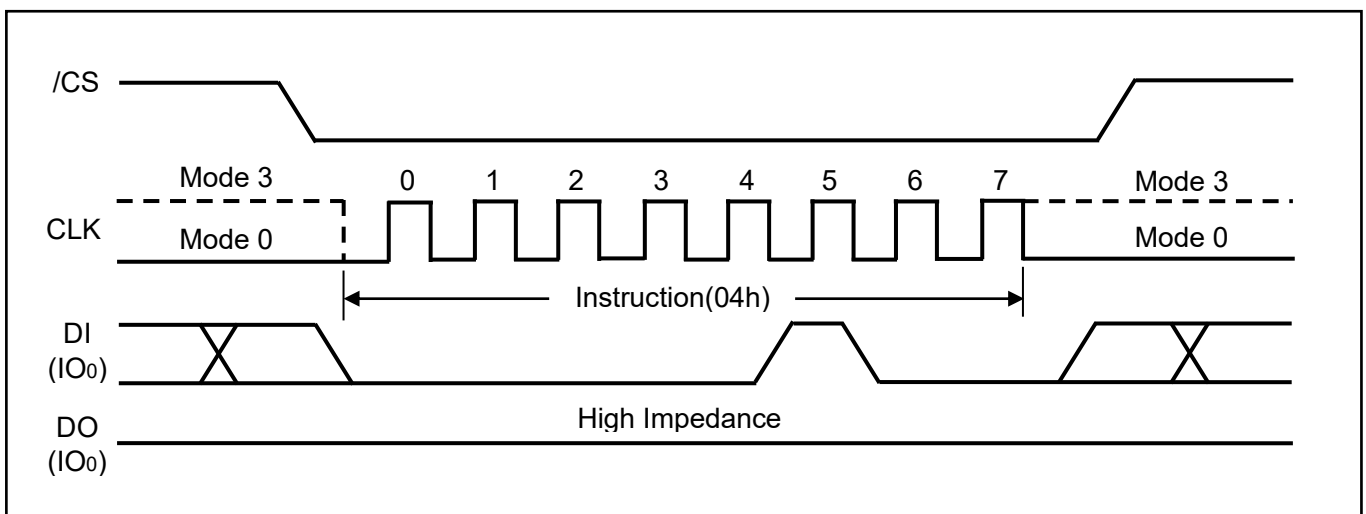 /CS
Mode 3 0 1 2 3 4 5 6 7 Mode 3
CLK
Mode 0 Mode 0
Instruction(04h)
DI
(IO0)
High Impedance
DO
(IO0)